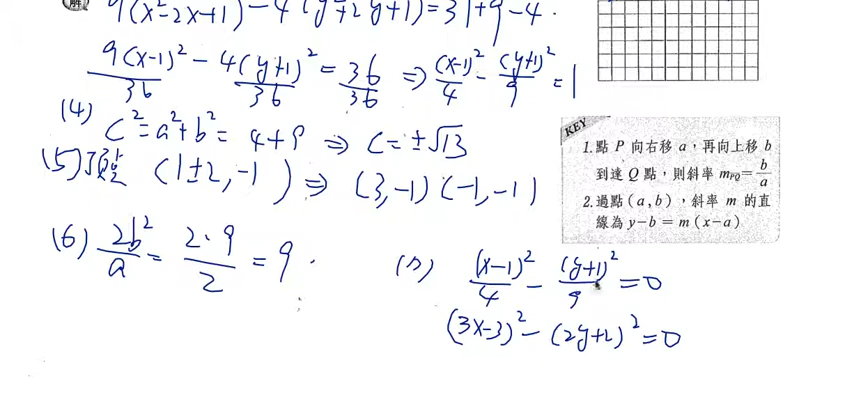 解
9(x²-2x+1)-4(y²+2y+1)=31+9-4.
9(x-1)²/36 - 4(y+1)²/36 = 36/36 ⇒ (x-1)²/4 - (y+1)²/9 = 1
(4) c²=a²+b²= 4+9 ⇒ c=±√13
(5)頂點 (1±2,-1) ⇒ (3,-1)(-1,-1)
(6) 2b²/a = 2·9/2 = 9.
KEY
1.點 P 向右移 a,再向上移 b
到達 Q 點,則斜率 m_PQ=b/a
2.過點(a,b),斜率 m 的直
線為 y-b=m(x-a)
(x-1)²/4 - (y+1)²/9 =0
(3x-3)²-(2y+2)²=0